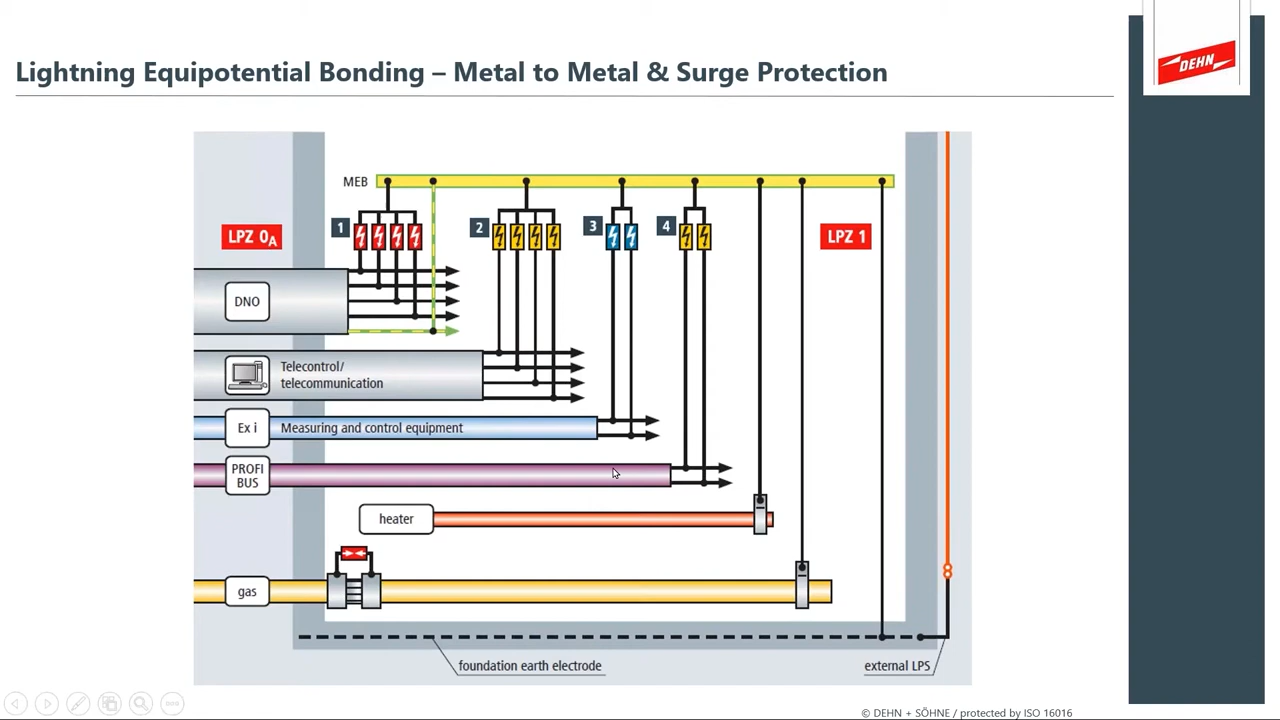 Lightning Equipotential Bonding – Metal to Metal & Surge Protection
DEHN
MEB
LPZ 0A
1
2
3
4
LPZ 1
DNO
Telecontrol/
telecommunication
Ex i
Measuring and control equipment
PROFI
BUS
heater
gas
foundation earth electrode
external LPS
© DEHN + SÖHNE / protected by ISO 16016